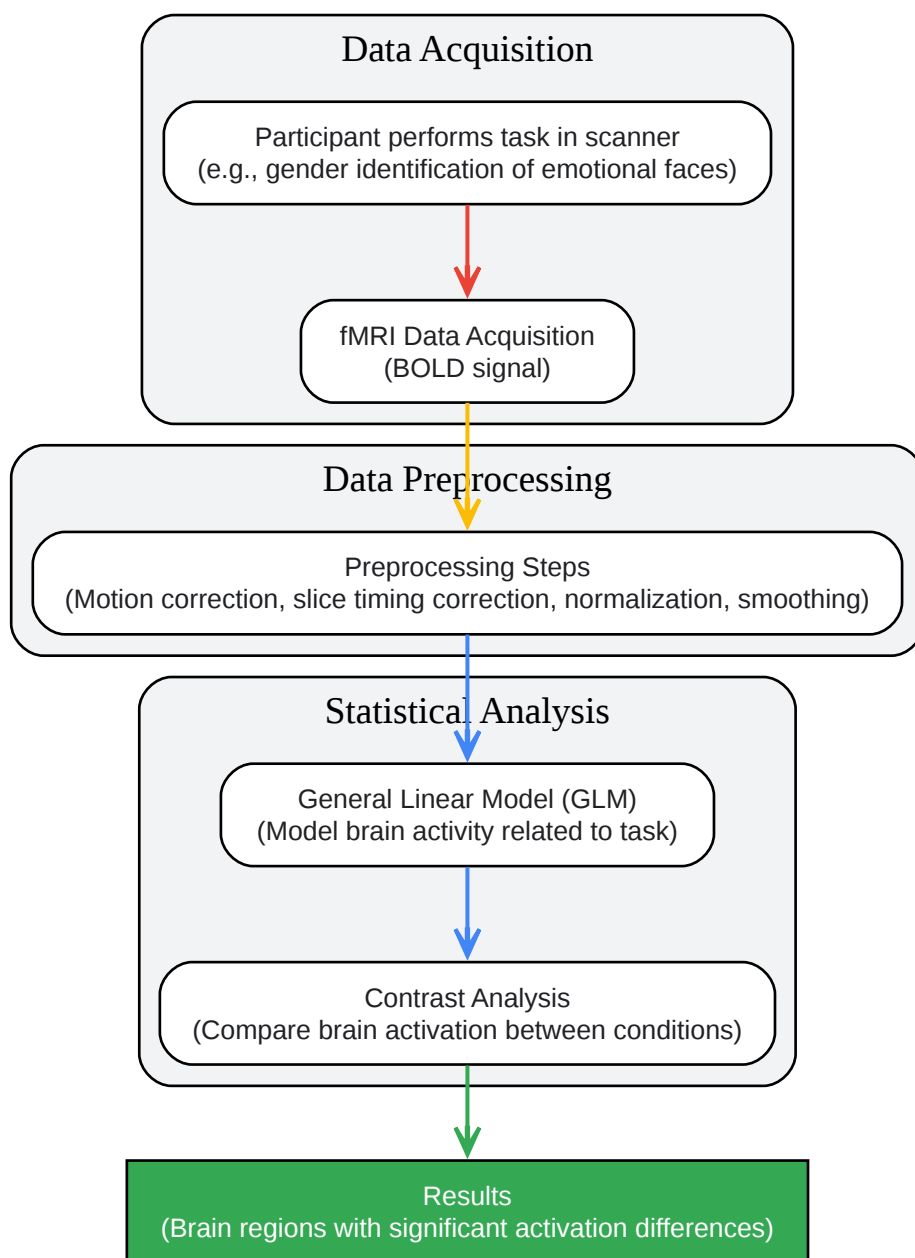 Data Acquisition
Participant performs task in scanner
(e.g., gender identification of emotional faces)
fMRI Data Acquisition
(BOLD signal)
Data Preprocessing
Preprocessing Steps
(Motion correction, slice timing correction, normalization, smoothing)
Statistical Analysis
General Linear Model (GLM)
(Model brain activity related to task)
Contrast Analysis
(Compare brain activation between conditions)
Results
(Brain regions with significant activation differences)